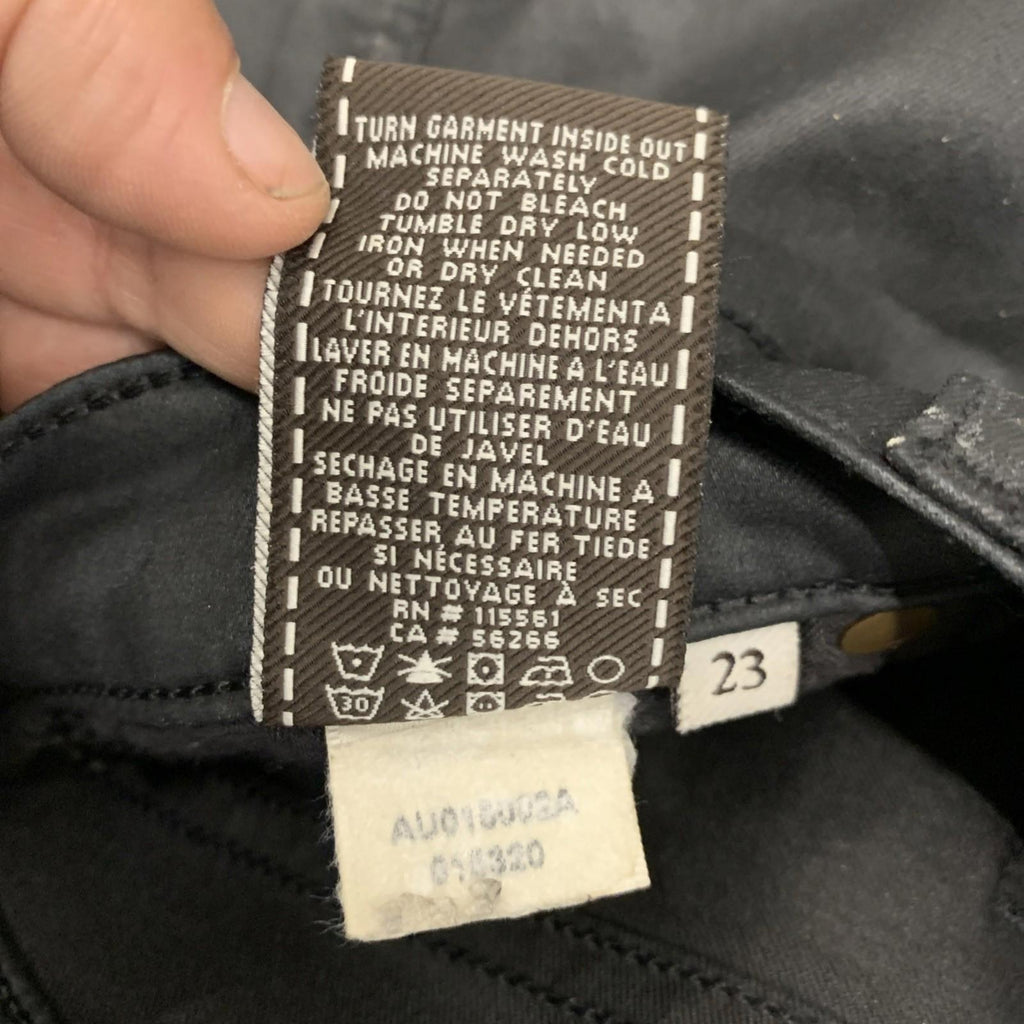 TURN GARMENT INSIDE OUT
MACHINE WASH COLD
SEPARATELY
DO NOT BLEACH
TUMBLE DRY LOW
IRON WHEN NEEDED
OR DRY CLEAN
TOURNEZ LE VÉTEMENT A
L'INTERIEUR DEHORS
LAVER EN MACHINE A L'EAU
FROIDE SEPAREMENT
NE PAS UTILISER D'EAU
DE JAVEL
SECHAGE EN MACHINE A
BASSE TEMPERATURE
REPASSER AU FER TIEDE
SI NÉCESSAIRE
OU NETTOYAGE À SEC
RN # 115561
CA # 56266
30
23